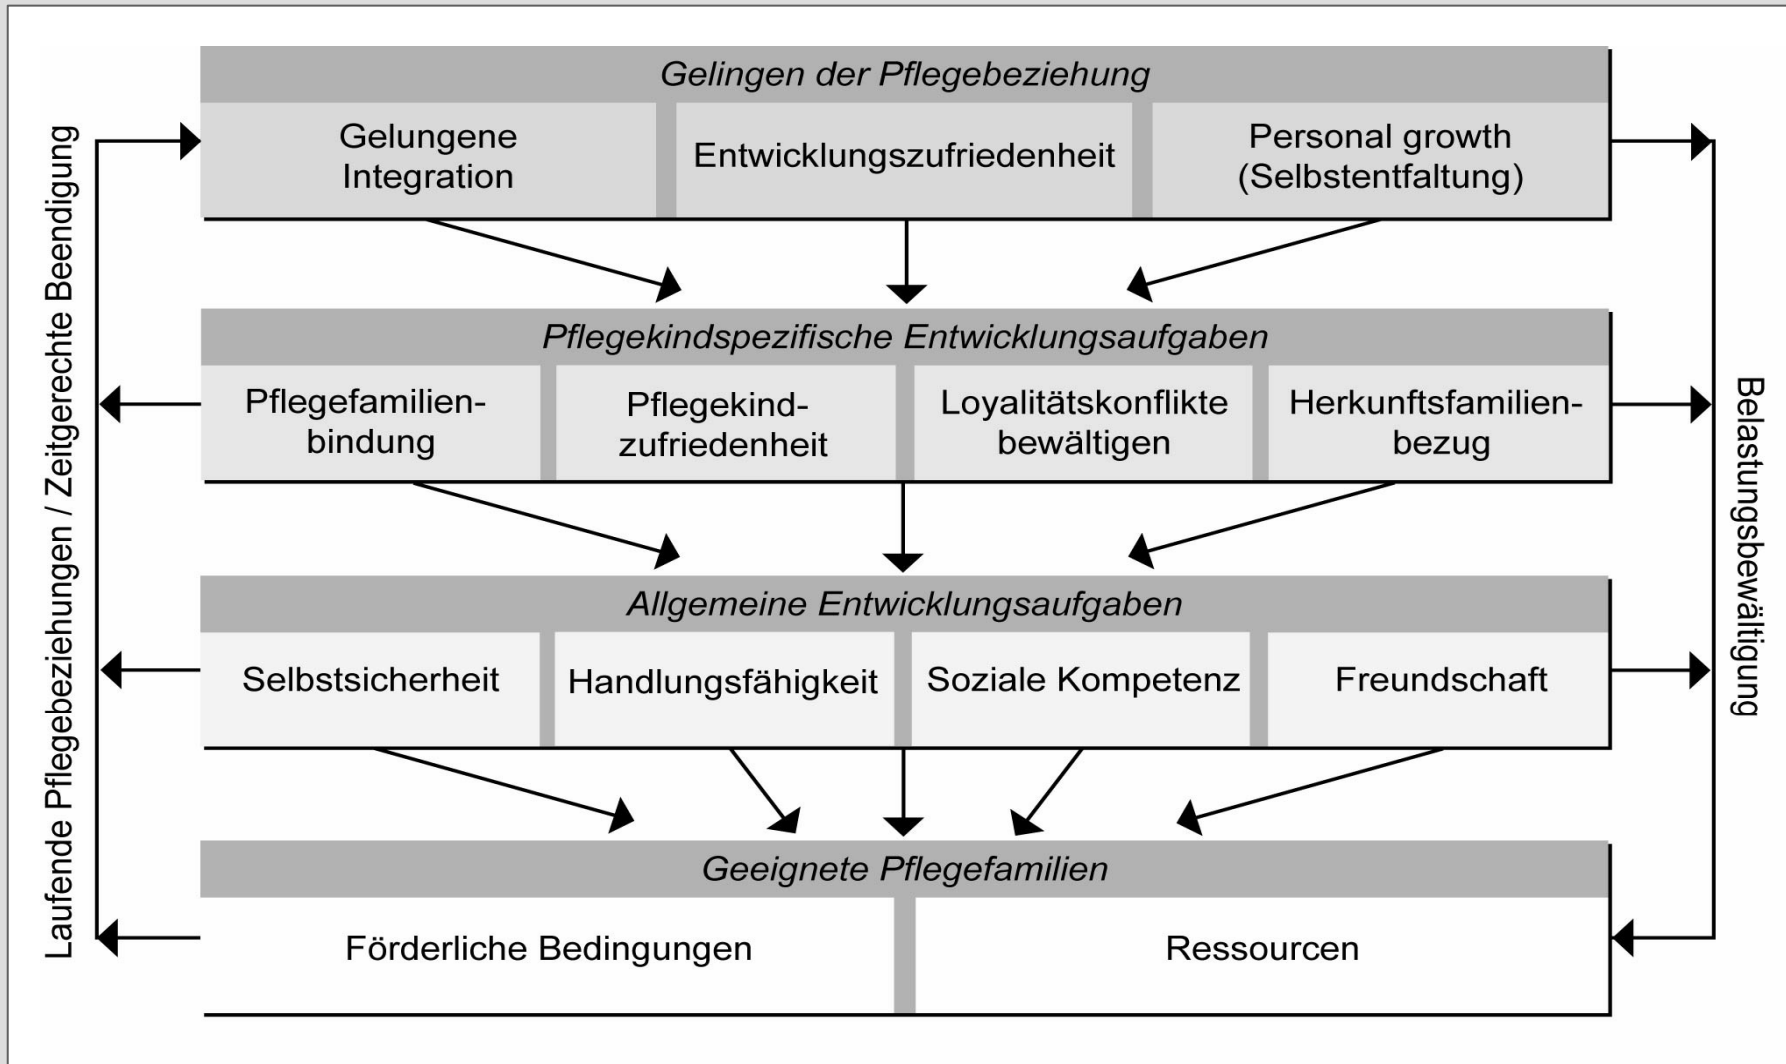 Gelingen der Pflegebeziehung
Gelungene
Integration
Entwicklungszufriedenheit
Personal growth
(Selbstentfaltung)
Pflegekindspezifische Entwicklungsaufgaben
Pflegefamilien-
bindung
Pflegekind-
zufriedenheit
Loyalitätskonflikte
bewältigen
Herkunftsfamilien-
bezug
Allgemeine Entwicklungsaufgaben
Selbstsicherheit
Handlungsfähigkeit
Soziale Kompetenz
Freundschaft
Geeignete Pflegefamilien
Förderliche Bedingungen
Ressourcen
Laufende Pflegebeziehungen / Zeitgerechte Beendigung
Belastungsbewältigung